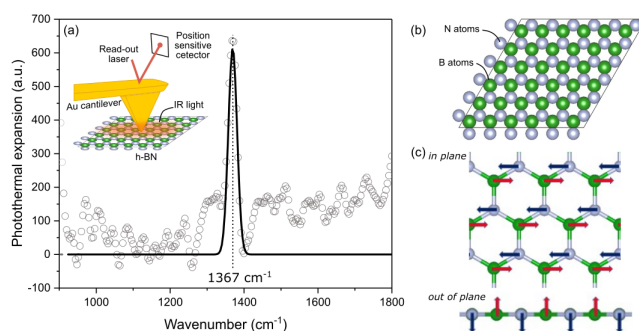 (a)
Position
sensitive
cetector
Read-out
laser
IR light
Au cantilever
h-BN
1367 cm⁻¹
Photothermal expansion (a.u.)
700
600
500
400
300
200
100
0
-100
1000
1200
1400
1600
1800
Wavenumber (cm⁻¹)
(b)
N atoms
B atoms
(c)
in plane
out of plane